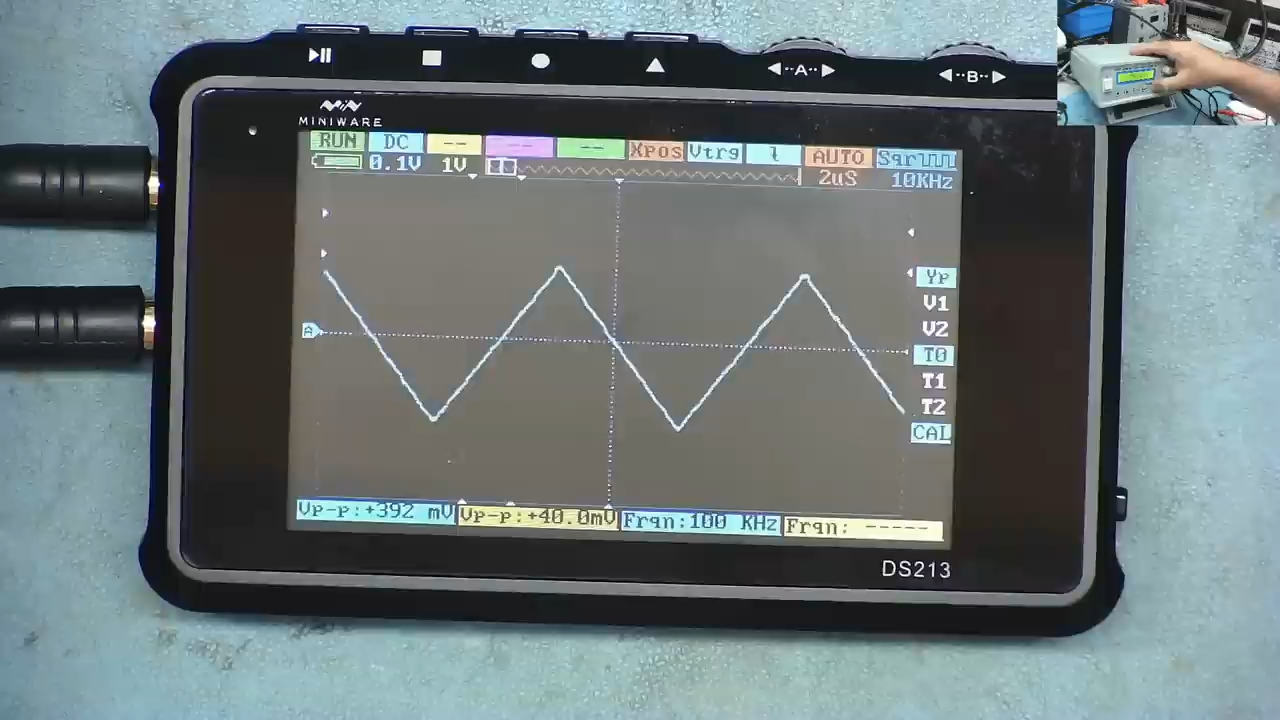 ◄··A··► ◄··B··►
MINIWARE
RUN DC -- -- -- Xpos Vtrg ʅ AUTO Sqr
0.1V 1V 2uS 10KHz
Yp
V1
V2
A
T0
T1
T2
CAL
Vp-p:+392 mV Vp-p:+40.0mV Frqn:100 KHz Frqn: -----
DS213